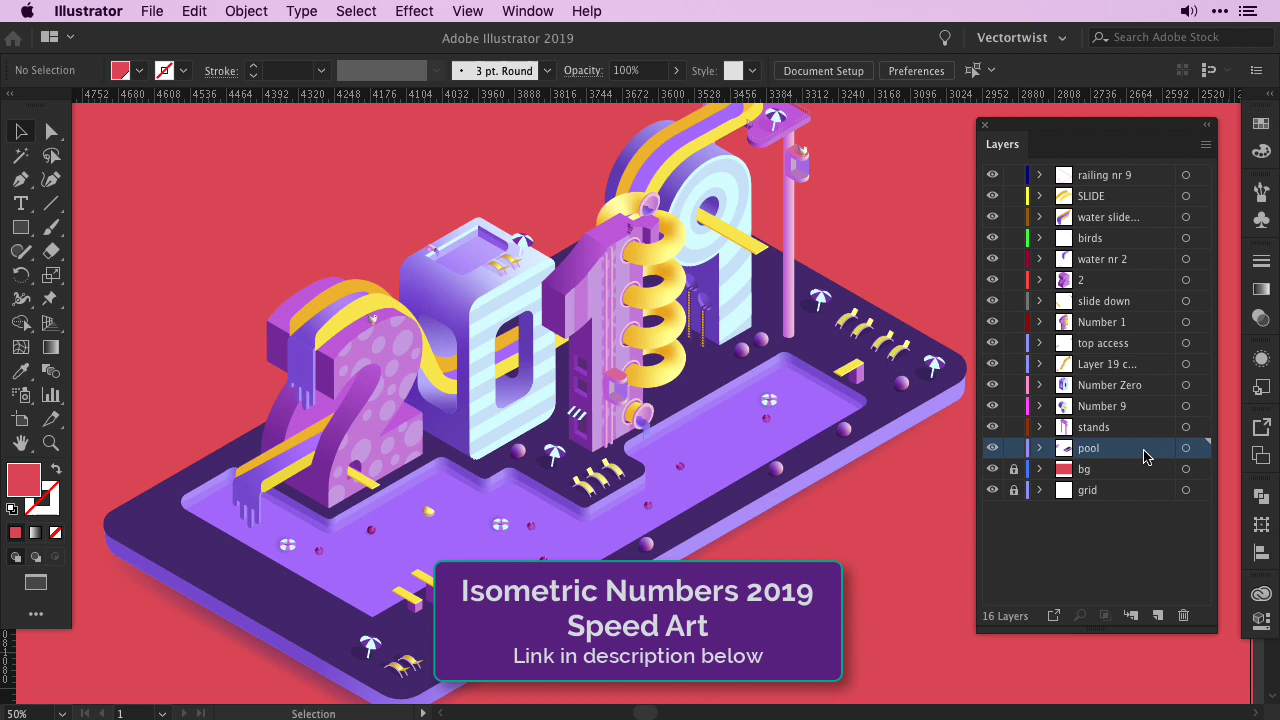 Illustrator File Edit Object Type Select Effect View Window Help
Adobe Illustrator 2019
Vectortwist
Search Adobe Stock
No Selection
Stroke:
3 pt. Round
Opacity: 100%
Style:
Document Setup
Preferences
4752 4680 4608 4536 4464 4392 4320 4248 4176 4104 4032 3960 3888 3816 3744 3672 3600 3528 3456 3384 3312 3240 3168 3096 3024 2952 2880 2808 2736 2664 2592 2520
Layers
railing nr 9
SLIDE
water slide...
birds
water nr 2
2
slide down
Number 1
top access
Layer 19 c...
Number Zero
Number 9
stands
pool
bg
grid
16 Layers
Isometric Numbers 2019
Speed Art
Link in description below
50%
1
Selection